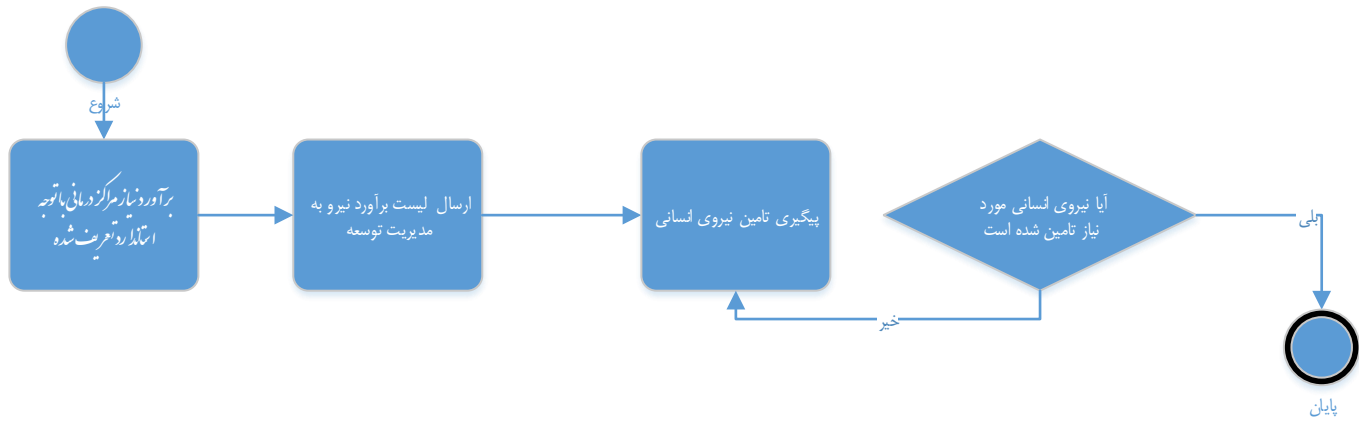 شروع
برآورد نیاز مراکز درمانی با توجه
استاندارد تعریف شده
ارسال لیست برآورد نیرو به
مدیریت توسعه
پیگیری تامین نیروی انسانی
آیا نیروی انسانی مورد
نیاز تامین شده است
بلی
خیر
پایان